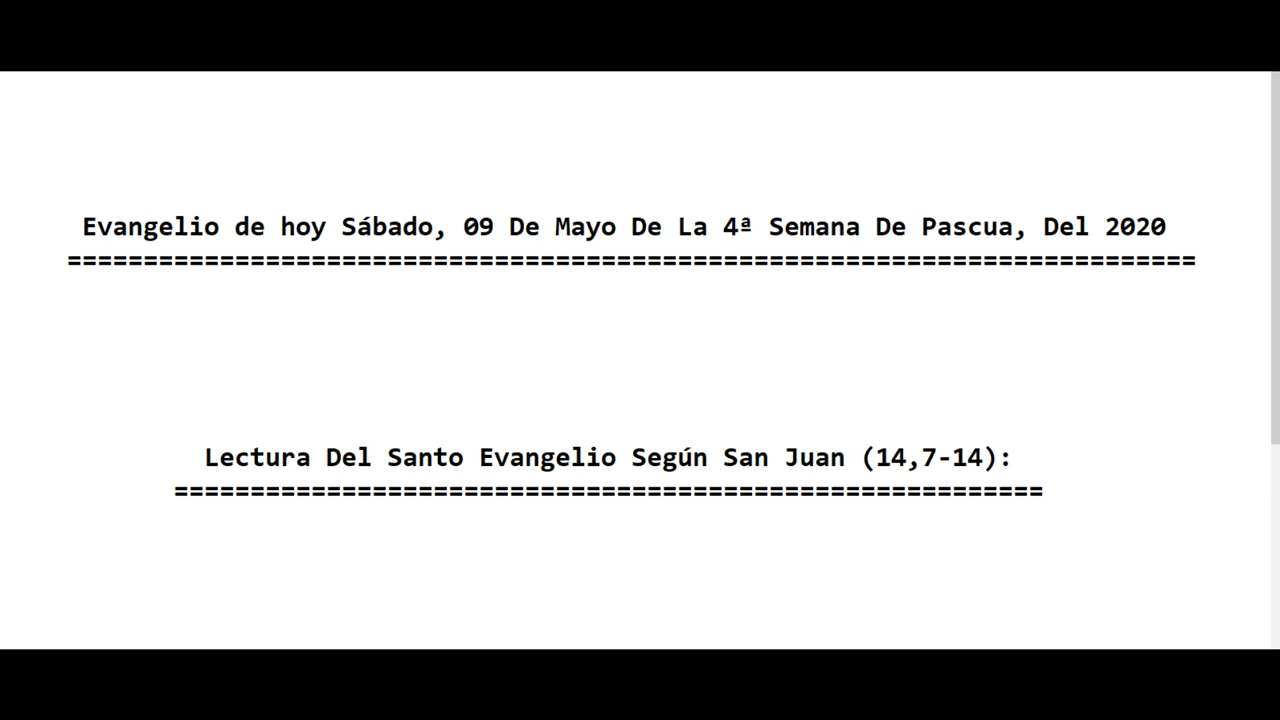 Evangelio de hoy Sábado, 09 De Mayo De La 4ª Semana De Pascua, Del 2020
==========================================================================
Lectura Del Santo Evangelio Según San Juan (14,7-14):
=========================================================